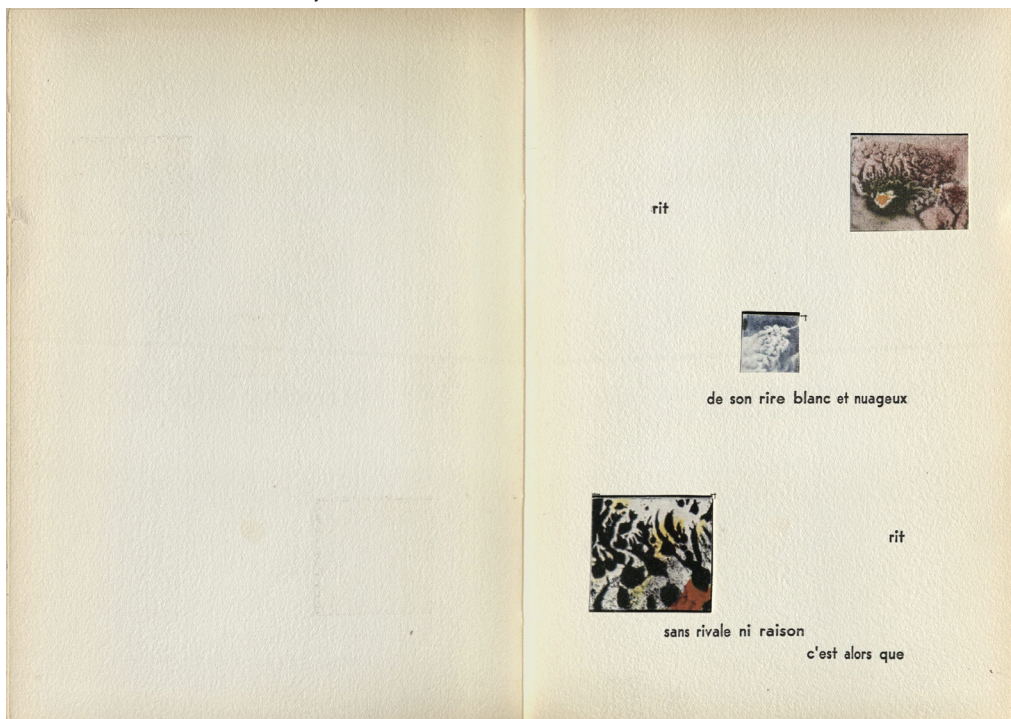 rit
de son rire blanc et nuageux
rit
sans rivale ni raison
c'est alors que